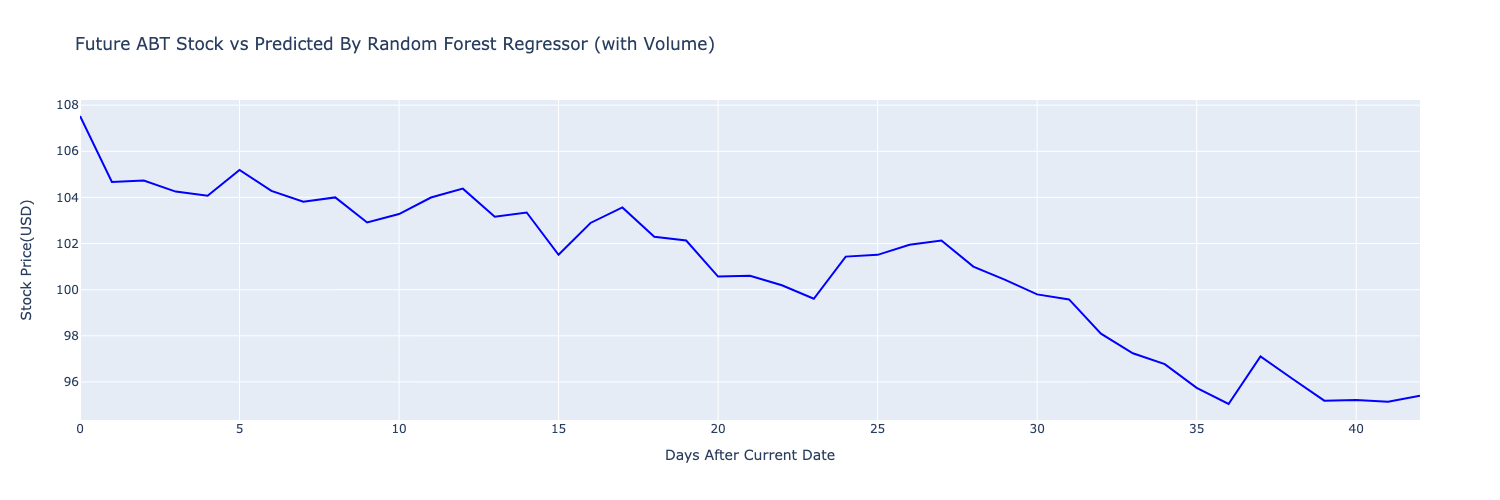 Future ABT Stock vs Predicted By Random Forest Regressor (with Volume)
Stock Price(USD)
108
106
104
102
100
98
96
0 5 10 15 20 25 30 35 40
Days After Current Date